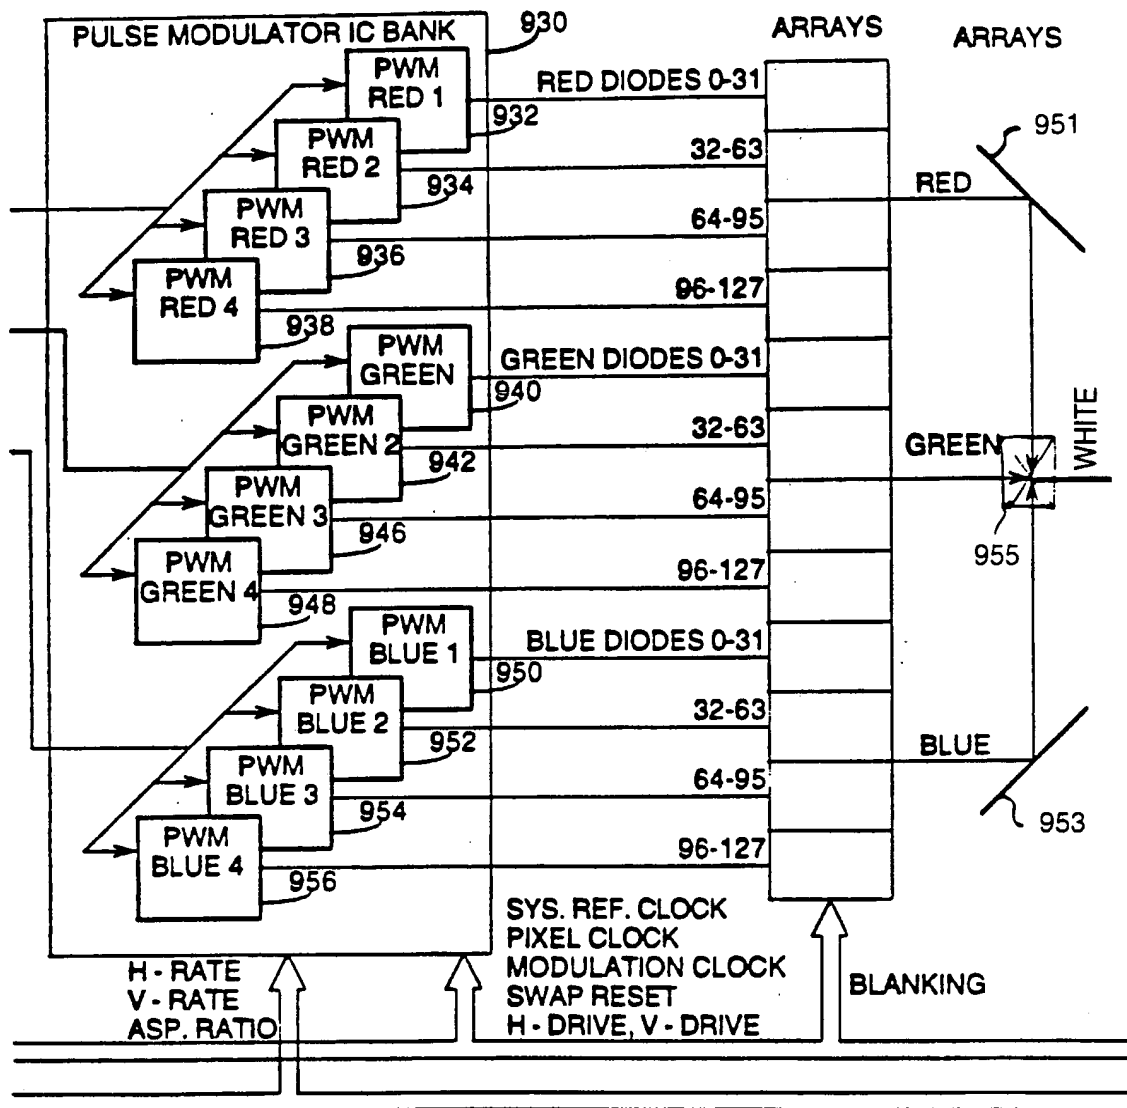 PULSE MODULATOR IC BANK
930
ARRAYS
ARRAYS
PWM
RED 1
RED DIODES 0-31
932
951
PWM
RED 2
32-63
934
RED
PWM
RED 3
64-95
936
PWM
RED 4
96-127
938
PWM
GREEN
GREEN DIODES 0-31
940
PWM
GREEN 2
32-63
942
GREEN
WHITE
PWM
GREEN 3
64-95
946
955
PWM
GREEN 4
96-127
948
PWM
BLUE 1
BLUE DIODES 0-31
950
PWM
BLUE 2
32-63
952
BLUE
PWM
BLUE 3
64-95
954
953
PWM
BLUE 4
96-127
956
SYS. REF. CLOCK
PIXEL CLOCK
MODULATION CLOCK
SWAP RESET
H - DRIVE, V - DRIVE
H - RATE
V - RATE
ASP. RATIO
BLANKING